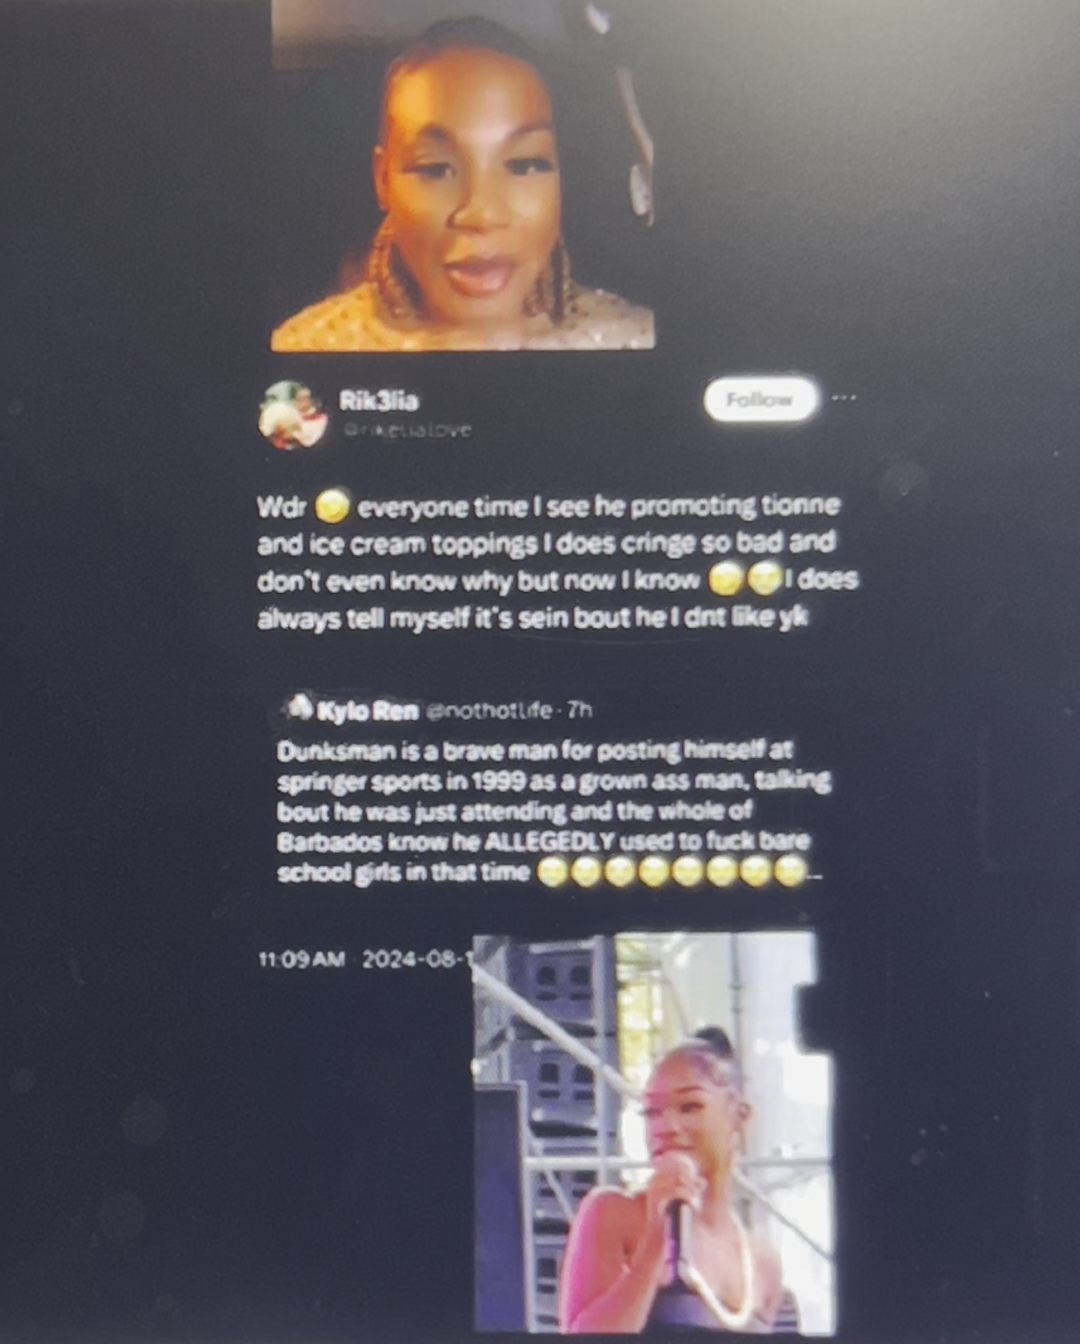 Rik3lia
Follow
@rikelialove
Wdr 🥲 everyone time I see he promoting tionne
and ice cream toppings I does cringe so bad and
don't even know why but now I know I does
always tell myself it's sein bout he I dnt like yk
Kylo Ren @nothotlife · 7h
Dunksman is a brave man for posting himself at
springer sports in 1999 as a grown ass man, talking
bout he was just attending and the whole of
Barbados know he ALLEGEDLY used to fuck bare
school girls in that time ...
11:09 AM · 2024-08-1